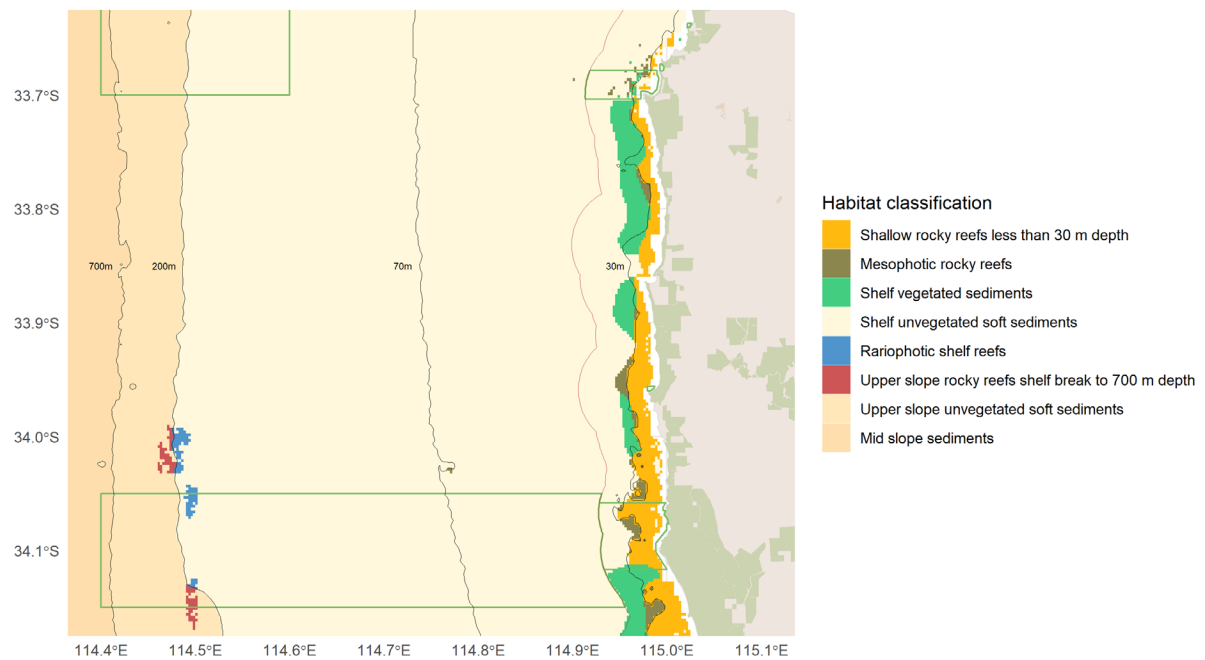 33.7°S
33.8°S
33.9°S
34.0°S
34.1°S
700m
200m
70m
30m
114.4°E
114.5°E
114.6°E
114.7°E
114.8°E
114.9°E
115.0°E
115.1°E
Habitat classification
Shallow rocky reefs less than 30 m depth
Mesophotic rocky reefs
Shelf vegetated sediments
Shelf unvegetated soft sediments
Rariophotic shelf reefs
Upper slope rocky reefs shelf break to 700 m depth
Upper slope unvegetated soft sediments
Mid slope sediments